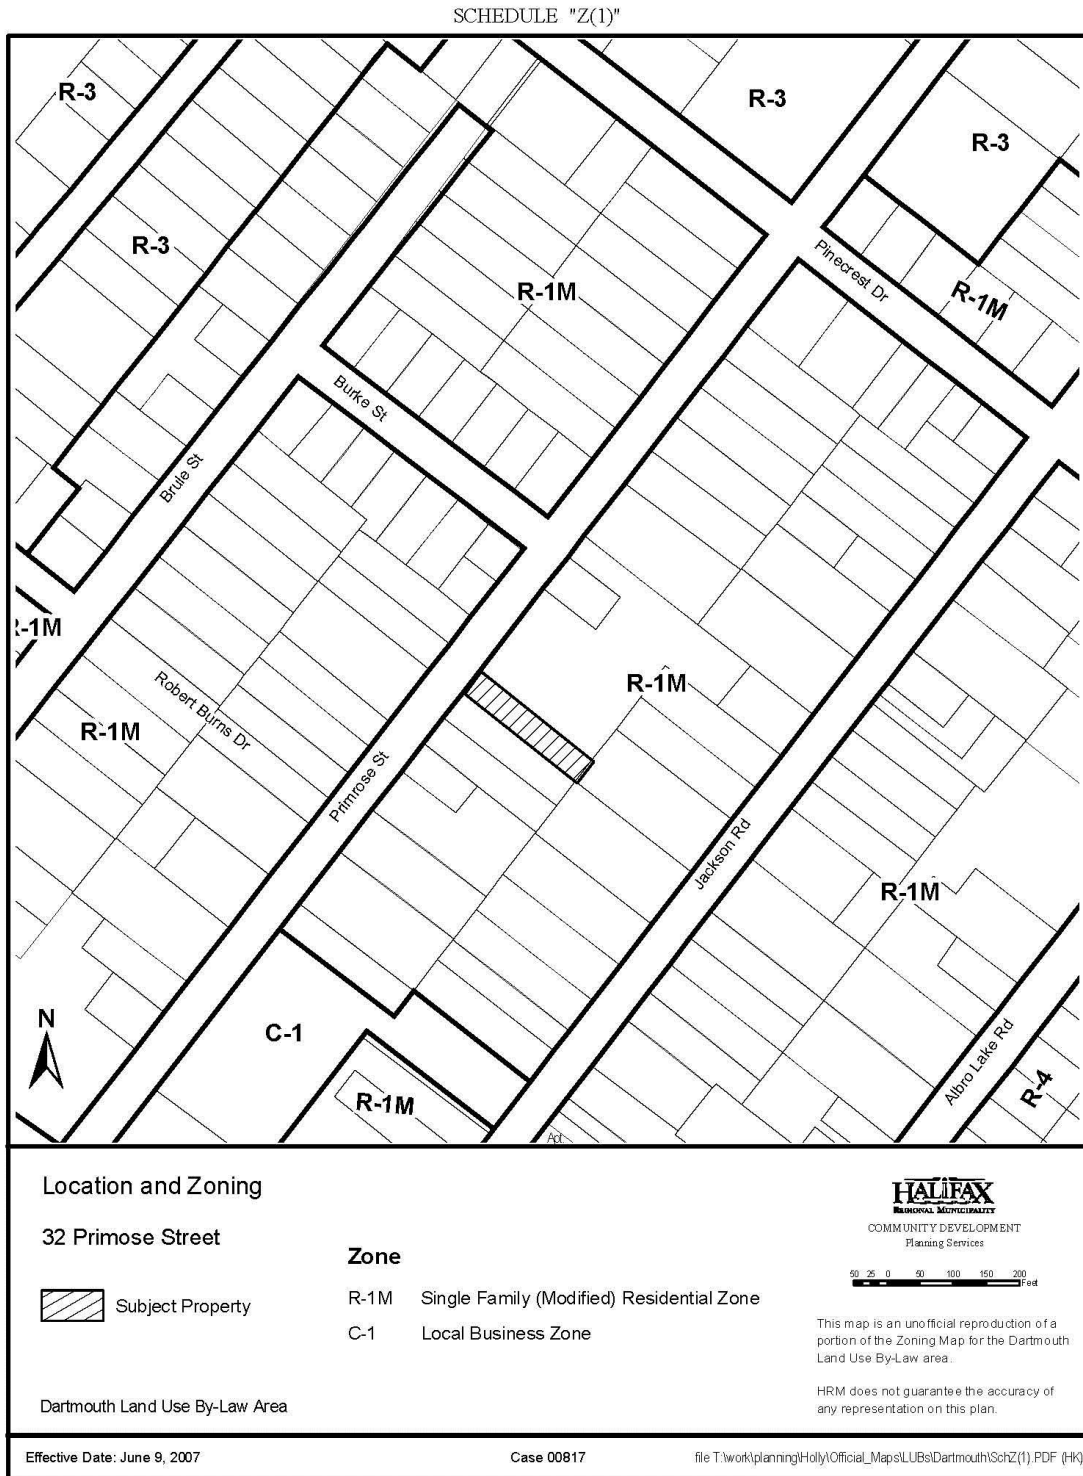 SCHEDULE "Z(1)"
R-3
R-3
R-3
R-3
Pinecrest Dr
R-1M
R-1M
Burke St
Brule St
R-1M
R-1M
Robert Burns Dr
R-1M
Primrose St
Jackson Rd
R-1M
N
C-1
Albro Lake Rd
R-4
R-1M
Apt.
Location and Zoning
32 Primose Street
Subject Property
Zone
R-1M Single Family (Modified) Residential Zone
C-1 Local Business Zone
Dartmouth Land Use By-Law Area
HALIFAX
REGIONAL MUNICIPALITY
COMMUNITY DEVELOPMENT
Planning Services
50 25 0 50 100 150 200
Feet
This map is an unofficial reproduction of a
portion of the Zoning Map for the Dartmouth
Land Use By-Law area.
HRM does not guarantee the accuracy of
any representation on this plan.
Effective Date: June 9, 2007 Case 00817 file T:\work\planning\Holly\Official_Maps\LUBs\Dartmouth\SchZ(1).PDF (HK)